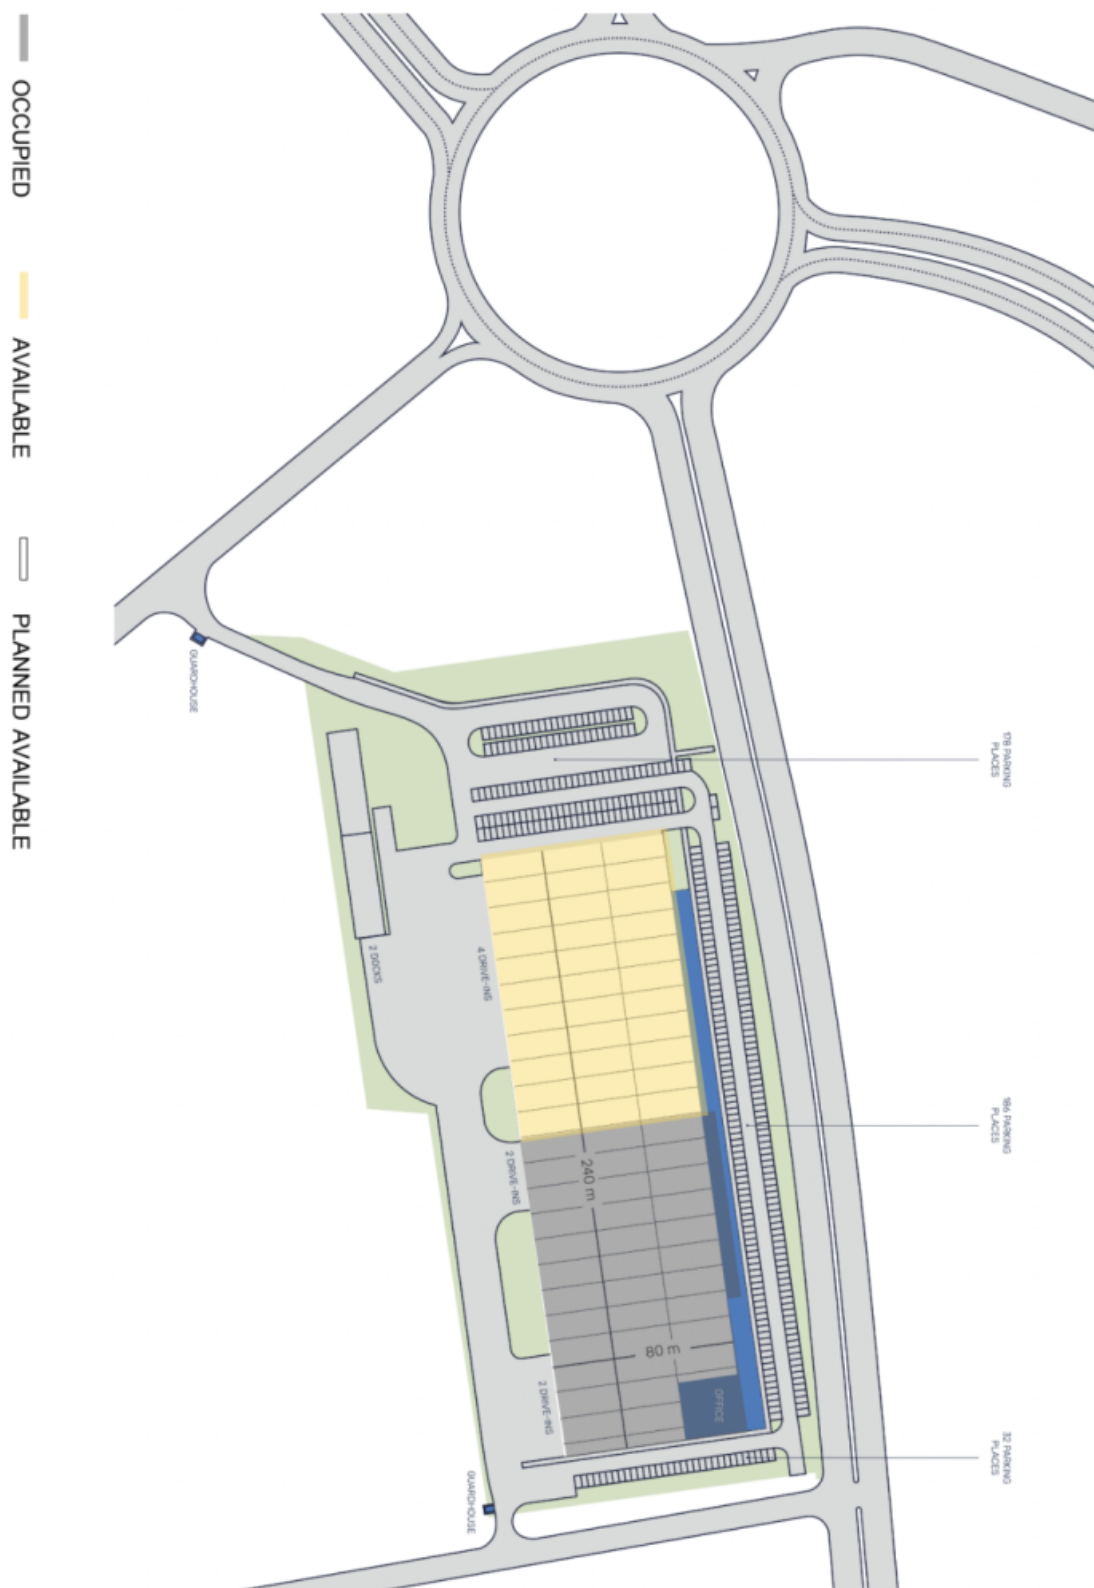 OCCUPIED
AVAILABLE
PLANNED AVAILABLE
178 PARKING
PLACES
186 PARKING
PLACES
32 PARKING
PLACES
GUARDHOUSE
2 DOCKS
4 DRIVE-INS
2 DRIVE-INS
2 DRIVE-INS
240 m
80 m
OFFICE
GUARDHOUSE